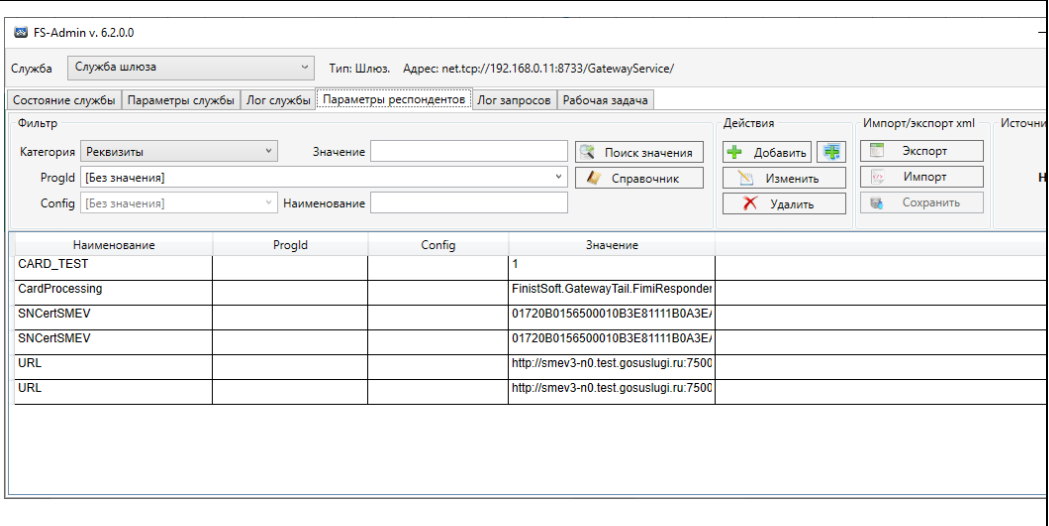 FS-Admin v. 6.2.0.0
Служба Служба шлюза Тип: Шлюз. Адрес: net.tcp://192.168.0.11:8733/GatewayService/
Состояние службы Параметры службы Лог службы Параметры респондентов Лог запросов Рабочая задача
Фильтр Действия Импорт/экспорт xml Источни
Категория Реквизиты Значение Поиск значения Добавить Экспорт
ProgId [Без значения] Справочник Изменить Импорт Н
Config [Без значения] Наименование Удалить Сохранить
Наименование ProgId Config Значение
CARD_TEST 1
CardProcessing FinistSoft.GatewayTail.FimiResponder
SNCertSMEV 01720B0156500010B3E81111B0A3E
SNCertSMEV 01720B0156500010B3E81111B0A3E
URL http://smev3-n0.test.gosuslugi.ru:7500
URL http://smev3-n0.test.gosuslugi.ru:7500